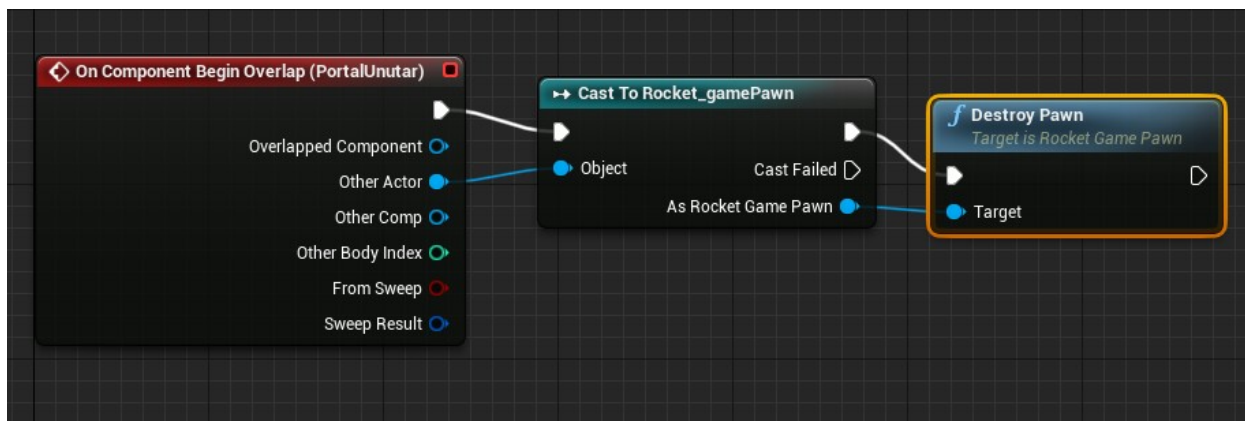 On Component Begin Overlap (PortalUnutar)
Overlapped Component
Other Actor
Other Comp
Other Body Index
From Sweep
Sweep Result
Cast To Rocket_gamePawn
Object
Cast Failed
As Rocket Game Pawn
f Destroy Pawn
Target is Rocket Game Pawn
Target